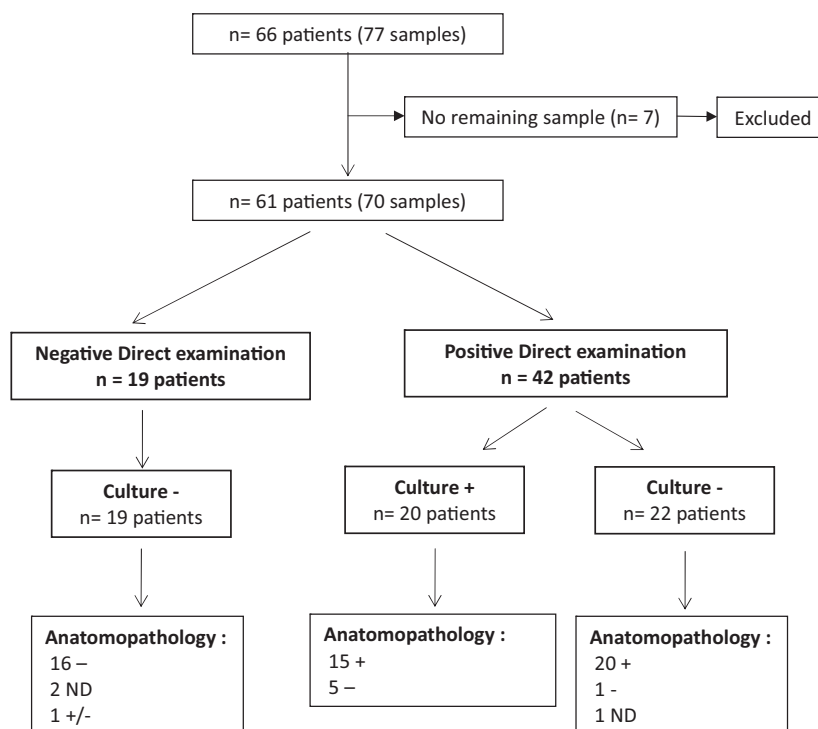 n= 66 patients (77 samples)
No remaining sample (n= 7)
Excluded
n= 61 patients (70 samples)
Negative Direct examination
n = 19 patients
Positive Direct examination
n = 42 patients
Culture -
n= 19 patients
Culture +
n= 20 patients
Culture -
n= 22 patients
Anatomopathology :
16 –
2 ND
1 +/-
Anatomopathology :
15 +
5 –
Anatomopathology :
20 +
1 -
1 ND